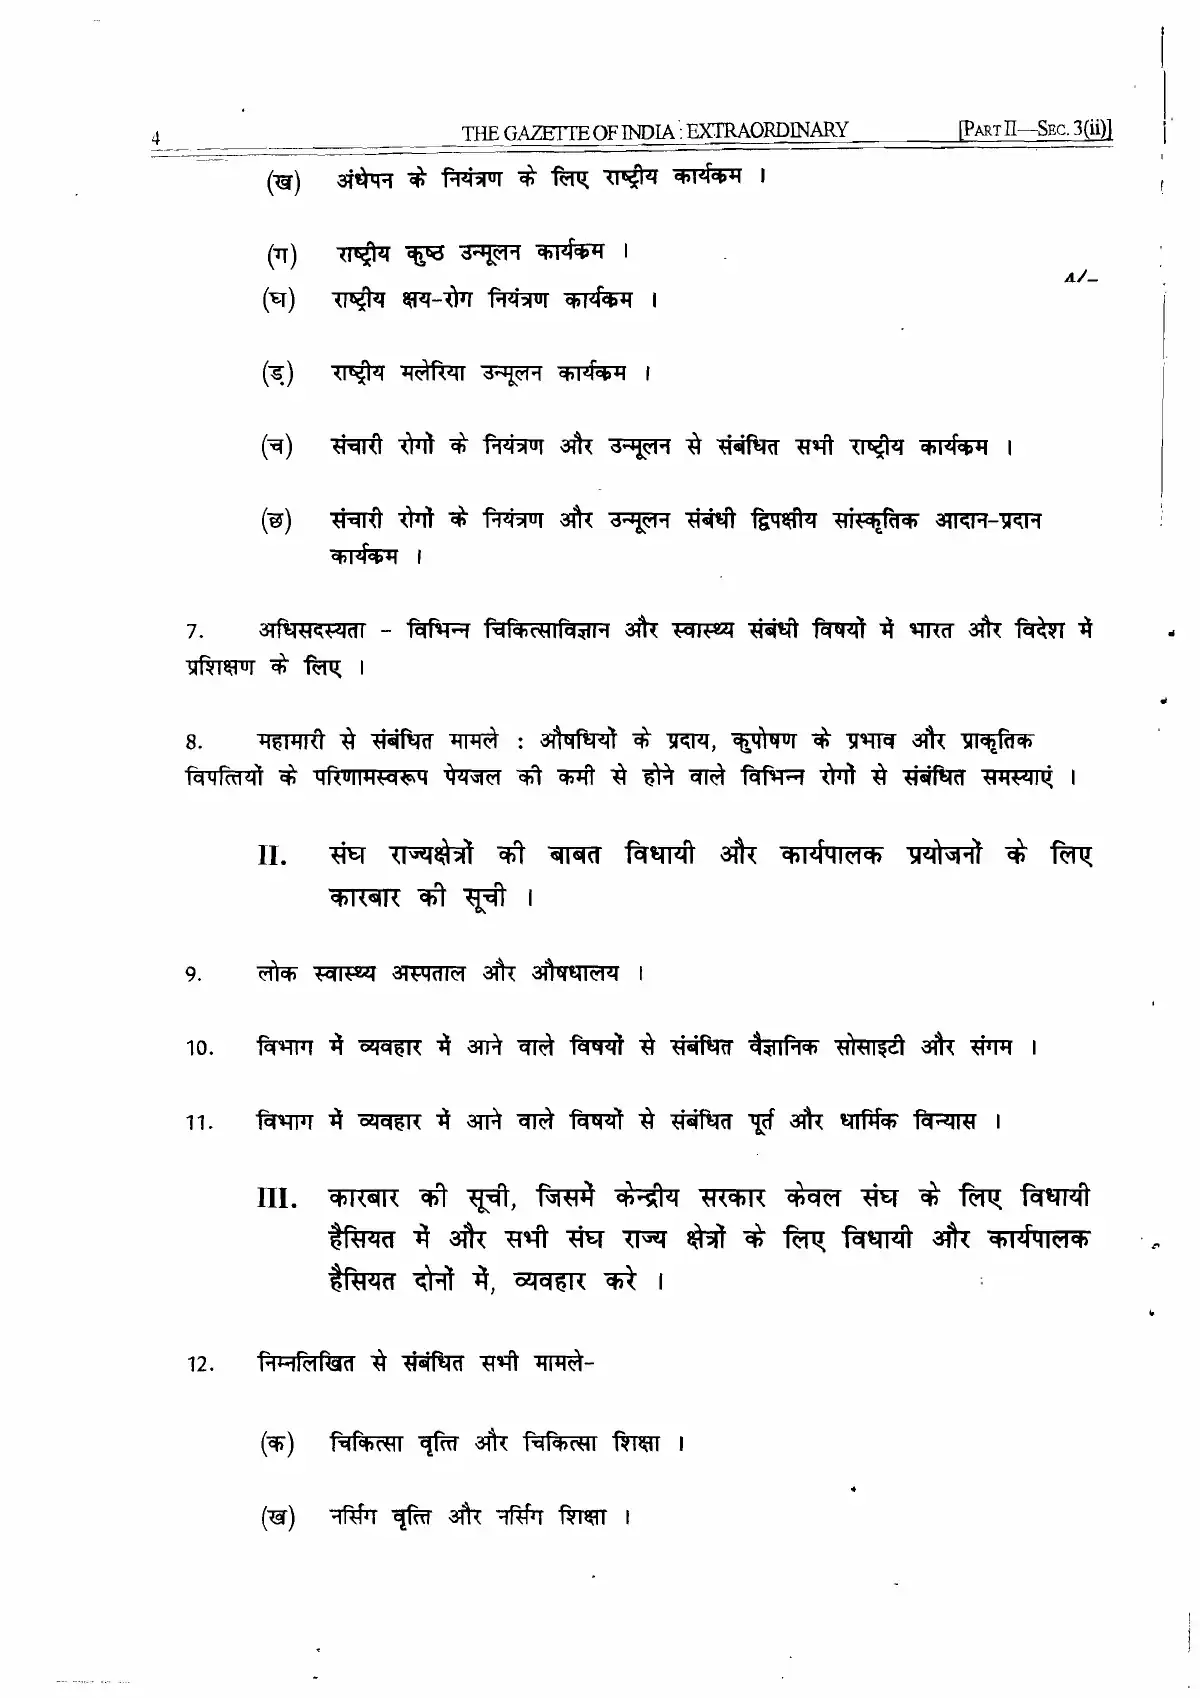 4 THE GAZETTE OF INDIA : EXTRAORDINARY [PART II—SEC. 3(ii)]
(ख) अंधेपन के नियंत्रण के लिए राष्ट्रीय कार्यक्रम ।
(ग) राष्ट्रीय कुष्ठ उन्मूलन कार्यक्रम ।
(घ) राष्ट्रीय क्षय-रोग नियंत्रण कार्यक्रम ।
(ड़) राष्ट्रीय मलेरिया उन्मूलन कार्यक्रम ।
(च) संचारी रोगों के नियंत्रण और उन्मूलन से संबंधित सभी राष्ट्रीय कार्यक्रम ।
(छ) संचारी रोगों के नियंत्रण और उन्मूलन संबंधी द्विपक्षीय सांस्कृतिक आदान-प्रदान
कार्यक्रम ।
7. अधिसदस्यता - विभिन्न चिकित्साविज्ञान और स्वास्थ्य संबंधी विषयों में भारत और विदेश में
प्रशिक्षण के लिए ।
8. महामारी से संबंधित मामले : औषधियों के प्रदाय, कुपोषण के प्रभाव और प्राकृतिक
विपत्तियों के परिणामस्वरूप पेयजल की कमी से होने वाले विभिन्न रोगों से संबंधित समस्याएं ।
II. संघ राज्यक्षेत्रों की बाबत विधायी और कार्यपालक प्रयोजनों के लिए
कारबार की सूची ।
9. लोक स्वास्थ्य अस्पताल और औषधालय ।
10. विभाग में व्यवहार में आने वाले विषयों से संबंधित वैज्ञानिक सोसाइटी और संगम ।
11. विभाग में व्यवहार में आने वाले विषयों से संबंधित पूर्त और धार्मिक विन्यास ।
III. कारबार की सूची, जिसमें केन्द्रीय सरकार केवल संघ के लिए विधायी
हैसियत में और सभी संघ राज्य क्षेत्रों के लिए विधायी और कार्यपालक
हैसियत दोनों में, व्यवहार करे ।
12. निम्नलिखित से संबंधित सभी मामले-
(क) चिकित्सा वृत्ति और चिकित्सा शिक्षा ।
(ख) नर्सिंग वृत्ति और नर्सिंग शिक्षा ।